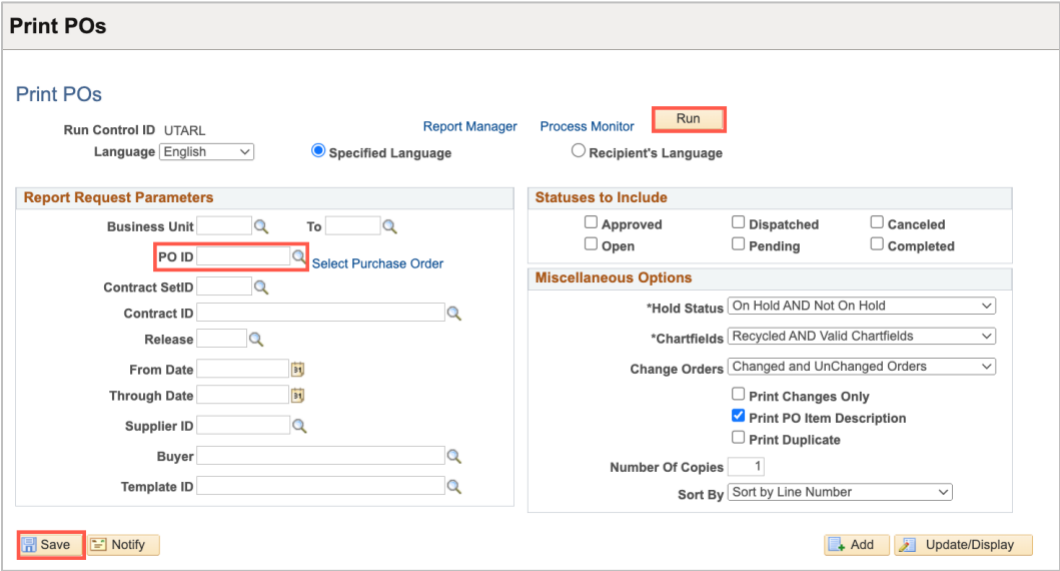 Print POs
Print POs
Run Control ID UTARL Report Manager Process Monitor Run
Language English Specified Language Recipient's Language
Report Request Parameters
Business Unit To
PO ID Select Purchase Order
Contract SetID
Contract ID
Release
From Date
Through Date
Supplier ID
Buyer
Template ID
Statuses to Include
Approved Dispatched Canceled
Open Pending Completed
Miscellaneous Options
*Hold Status On Hold AND Not On Hold
*Chartfields Recycled AND Valid Chartfields
Change Orders Changed and UnChanged Orders
Print Changes Only
Print PO Item Description
Print Duplicate
Number Of Copies 1
Sort By Sort by Line Number
Save Notify Add Update/Display